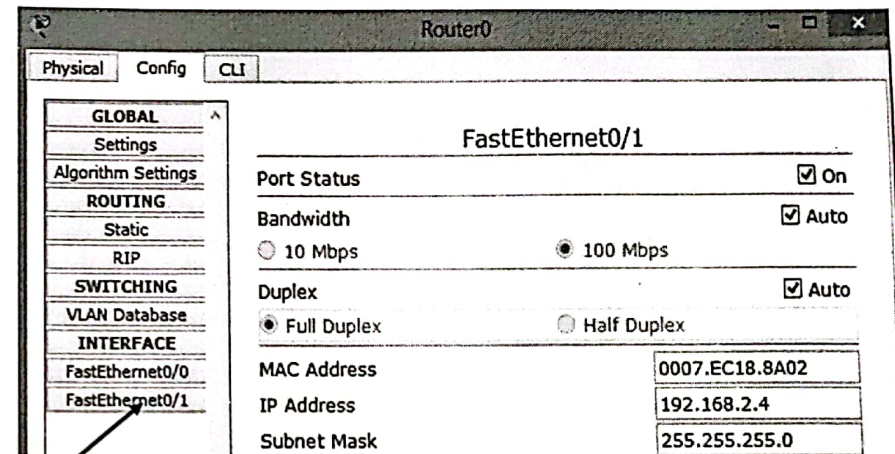 Router0
Physical Config CLI
GLOBAL
Settings
Algorithm Settings
ROUTING
Static
RIP
SWITCHING
VLAN Database
INTERFACE
FastEthernet0/0
FastEthernet0/1
FastEthernet0/1
Port Status On
Bandwidth Auto
10 Mbps 100 Mbps
Duplex Auto
Full Duplex Half Duplex
MAC Address 0007.EC18.8A02
IP Address 192.168.2.4
Subnet Mask 255.255.255.0